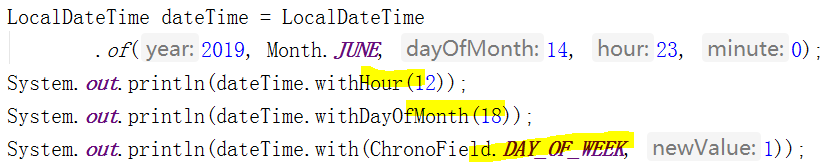 LocalDateTime dateTime = LocalDateTime
.of( year: 2019, Month.JUNE, dayOfMonth: 14, hour: 23, minute: 0);
System.out.println(dateTime.withHour(12));
System.out.println(dateTime.withDayOfMonth(18));
System.out.println(dateTime.with(ChronoField.DAY_OF_WEEK, newValue: 1));